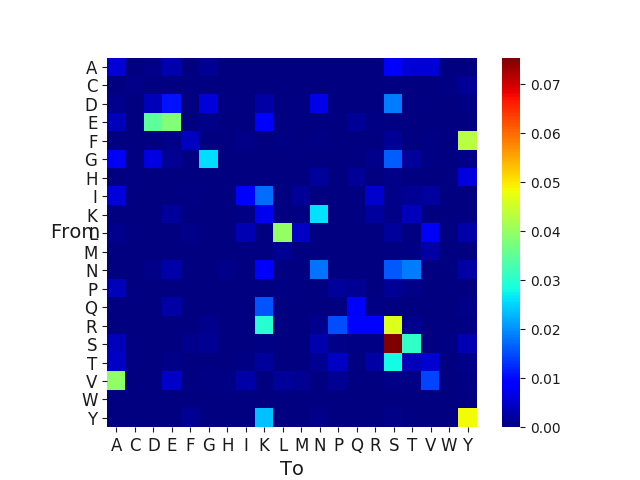 A
C
D
E
F
G
H
I
K
From
L
M
N
P
Q
R
S
T
V
W
Y
A C D E F G H I K L M N P Q R S T V W Y
To
0.07
0.06
0.05
0.04
0.03
0.02
0.01
0.00